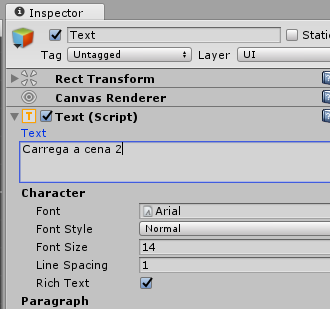 Inspector
Text
Tag Untagged Layer UI
Rect Transform
Canvas Renderer
Text (Script)
Text
Carrega a cena 2
Character
Font Arial
Font Style Normal
Font Size 14
Line Spacing 1
Rich Text
Paragraph